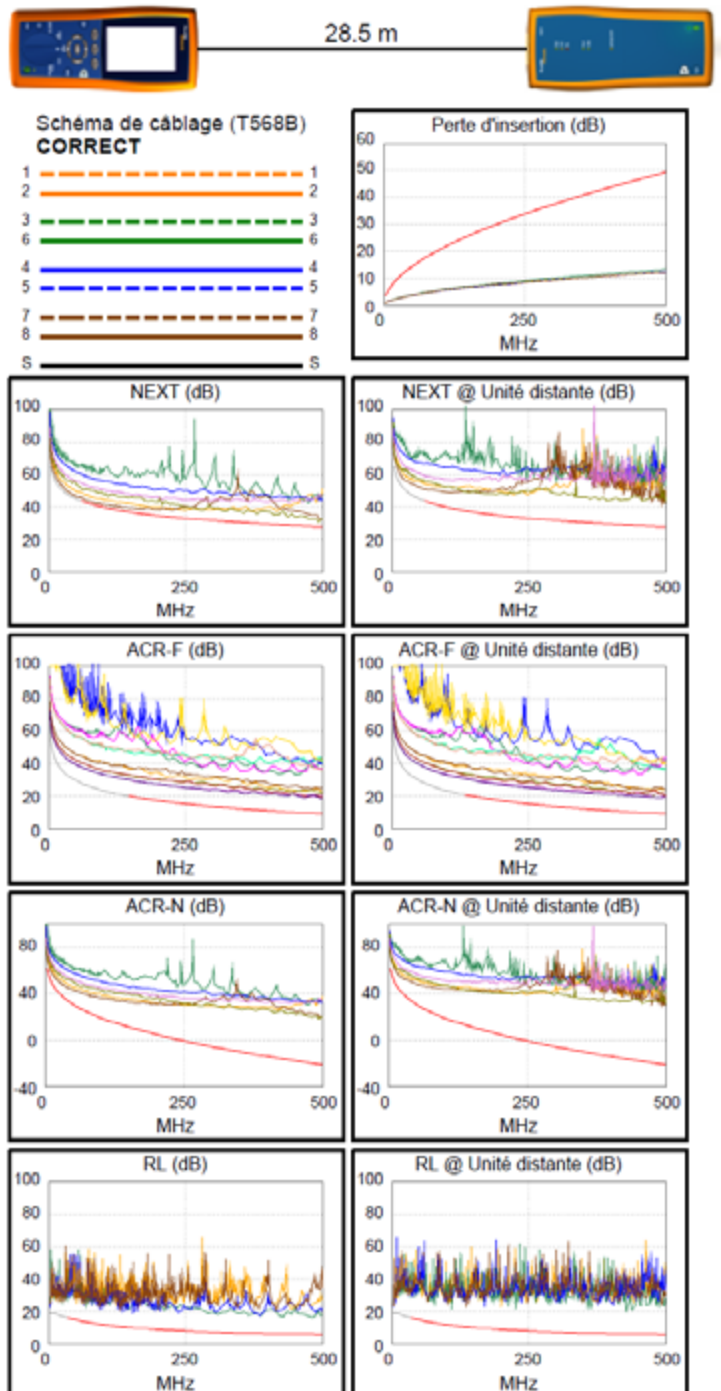 28.5 m
Schéma de câblage (T568B)
CORRECT
1 1
2 2
3 3
6 6
4 4
5 5
7 7
8 8
S S
Perte d'insertion (dB)
60
50
40
30
20
10
0
0 250 500
MHz
NEXT (dB)
100
80
60
40
20
0
0 250 500
MHz
NEXT @ Unité distante (dB)
100
80
60
40
20
0
0 250 500
MHz
ACR-F (dB)
100
80
60
40
20
0
0 250 500
MHz
ACR-F @ Unité distante (dB)
100
80
60
40
20
0
0 250 500
MHz
ACR-N (dB)
80
40
0
-40
0 250 500
MHz
ACR-N @ Unité distante (dB)
80
40
0
-40
0 250 500
MHz
RL (dB)
100
80
60
40
20
0
0 250 500
MHz
RL @ Unité distante (dB)
100
80
60
40
20
0
0 250 500
MHz